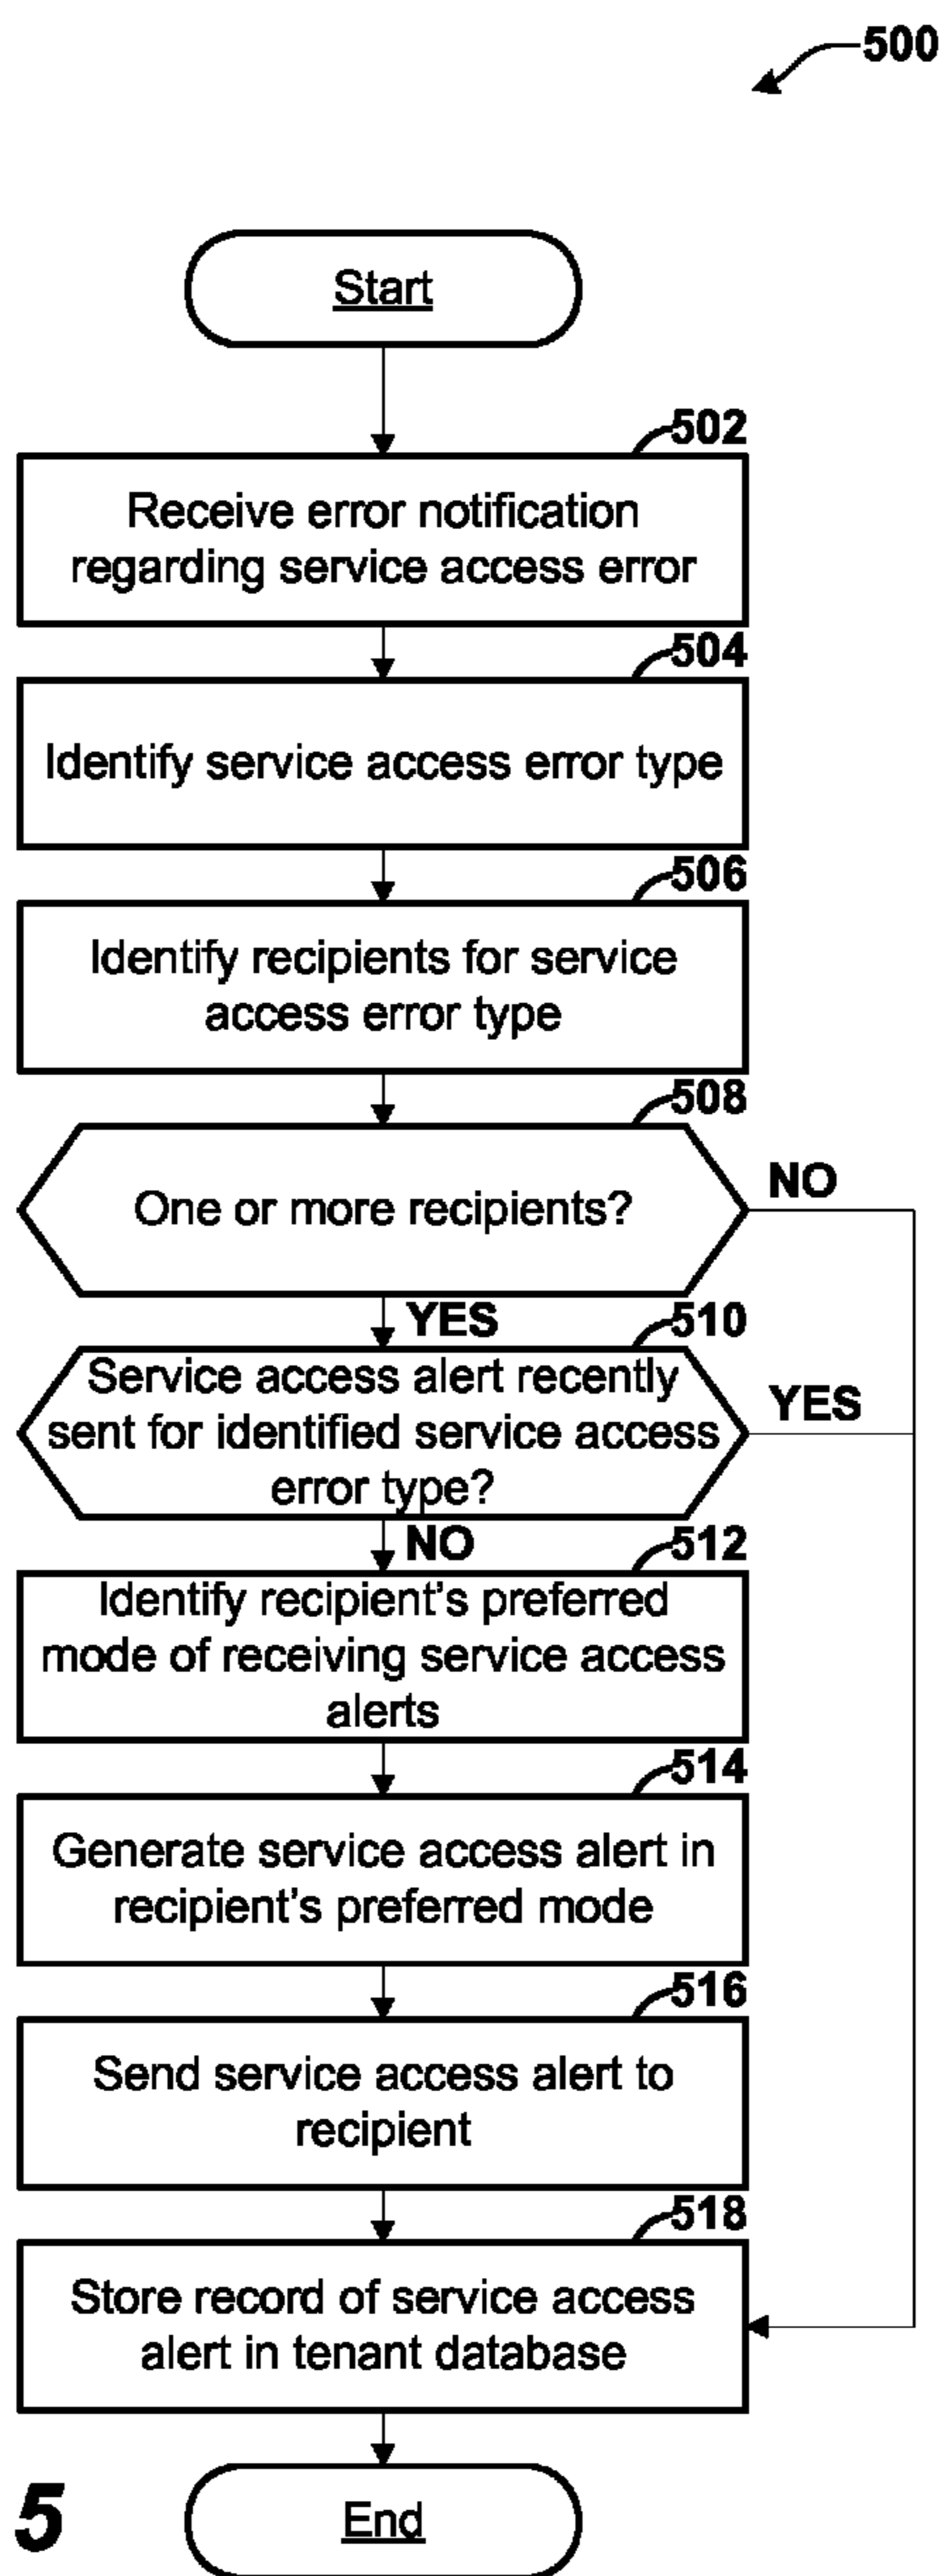 500
Start
502
Receive error notification
regarding service access error
504
Identify service access error type
506
Identify recipients for service
access error type
508
One or more recipients?
NO
YES
510
Service access alert recently
sent for identified service access
error type?
YES
NO
512
Identify recipient's preferred
mode of receiving service access
alerts
514
Generate service access alert in
recipient's preferred mode
516
Send service access alert to
recipient
518
Store record of service access
alert in tenant database
End
5